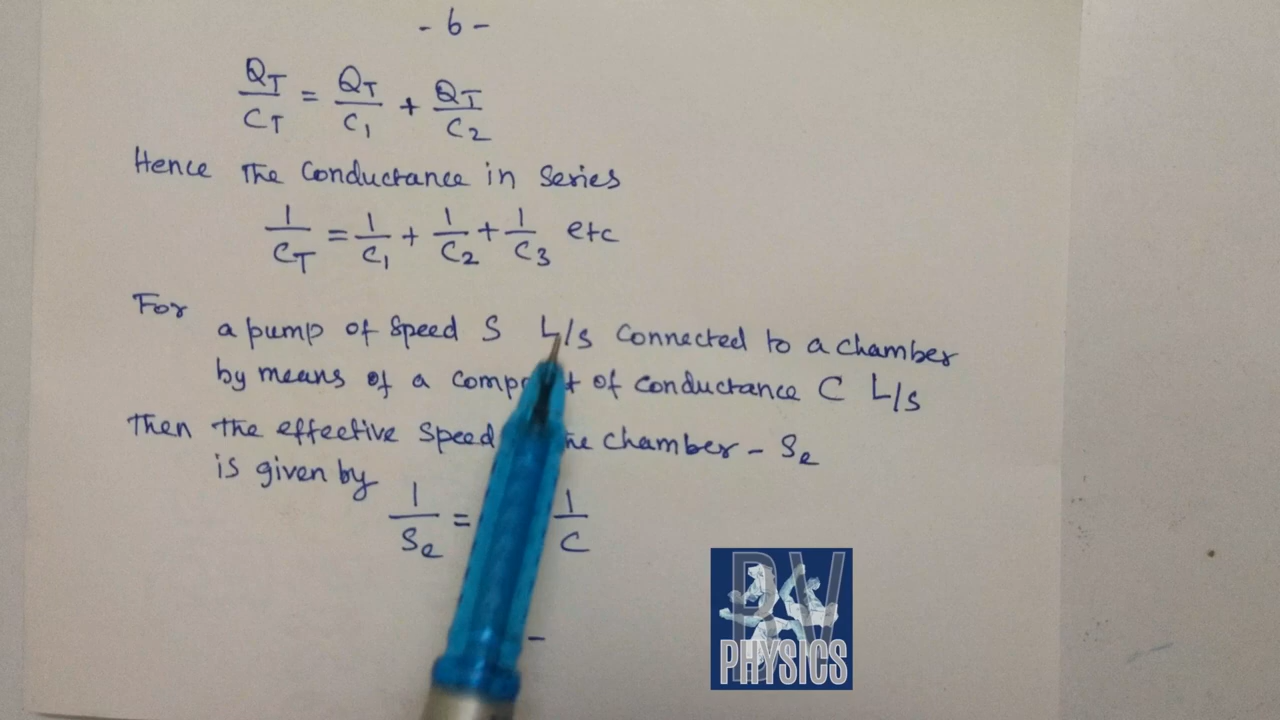 - 6 -
QT/CT = QT/C1 + QT/C2
Hence The Conductance in Series
1/CT = 1/C1 + 1/C2 + 1/C3 etc
For
a pump of Speed S L/s Connected to a chamber
by means of a of Conductance C L/s
Then the effective Speed chamber - Se
is given by
1/Se = 1/C
BV
PHYSICS